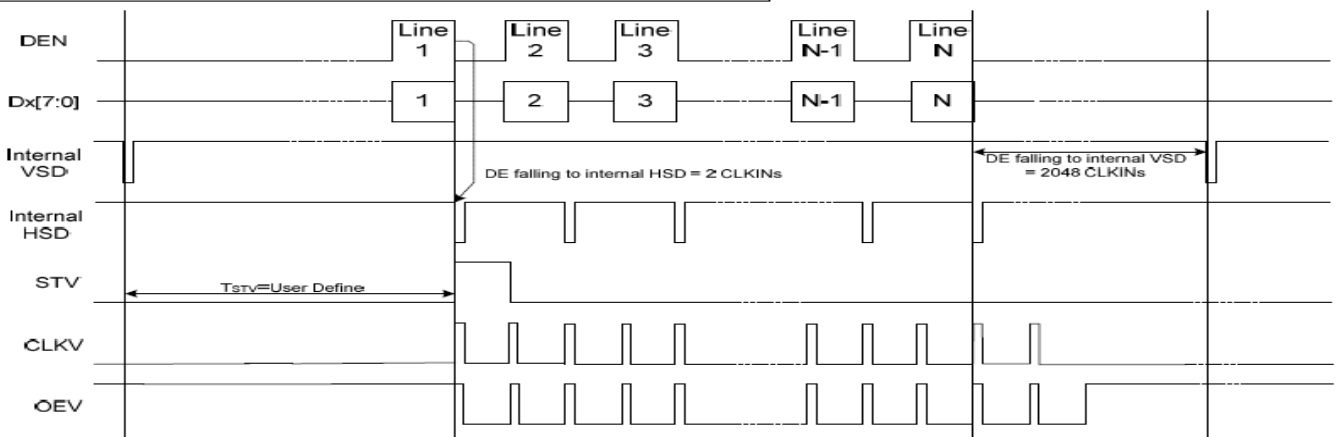 DEN
Line 1
Line 2
Line 3
Line N-1
Line N
Dx[7:0]
1
2
3
N-1
N
Internal VSD
DE falling to internal HSD = 2 CLKINs
DE falling to internal VSD
= 2048 CLKINs
Internal HSD
STV
TSTV=User Define
CLKV
OEV